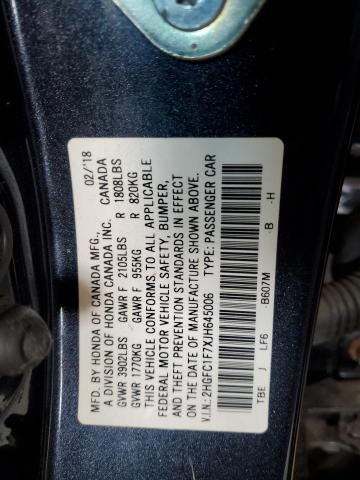 MFD. BY HONDA OF CANADA MFG., 02/'18
A DIVISION OF HONDA CANADA INC. CANADA
GVWR 3902LBS GAWR F 2105LBS R 1808LBS
GVWR 1770KG GAWR F 955KG R 820KG
THIS VEHICLE CONFORMS TO ALL APPLICABLE
FEDERAL MOTOR VEHICLE SAFETY, BUMPER,
AND THEFT PREVENTION STANDARDS IN EFFECT
ON THE DATE OF MANUFACTURE SHOWN ABOVE.
V.I.N.: 2HGFC1F7XJH645006 TYPE: PASSENGER CAR
TBE J LF6 B607M -B -H